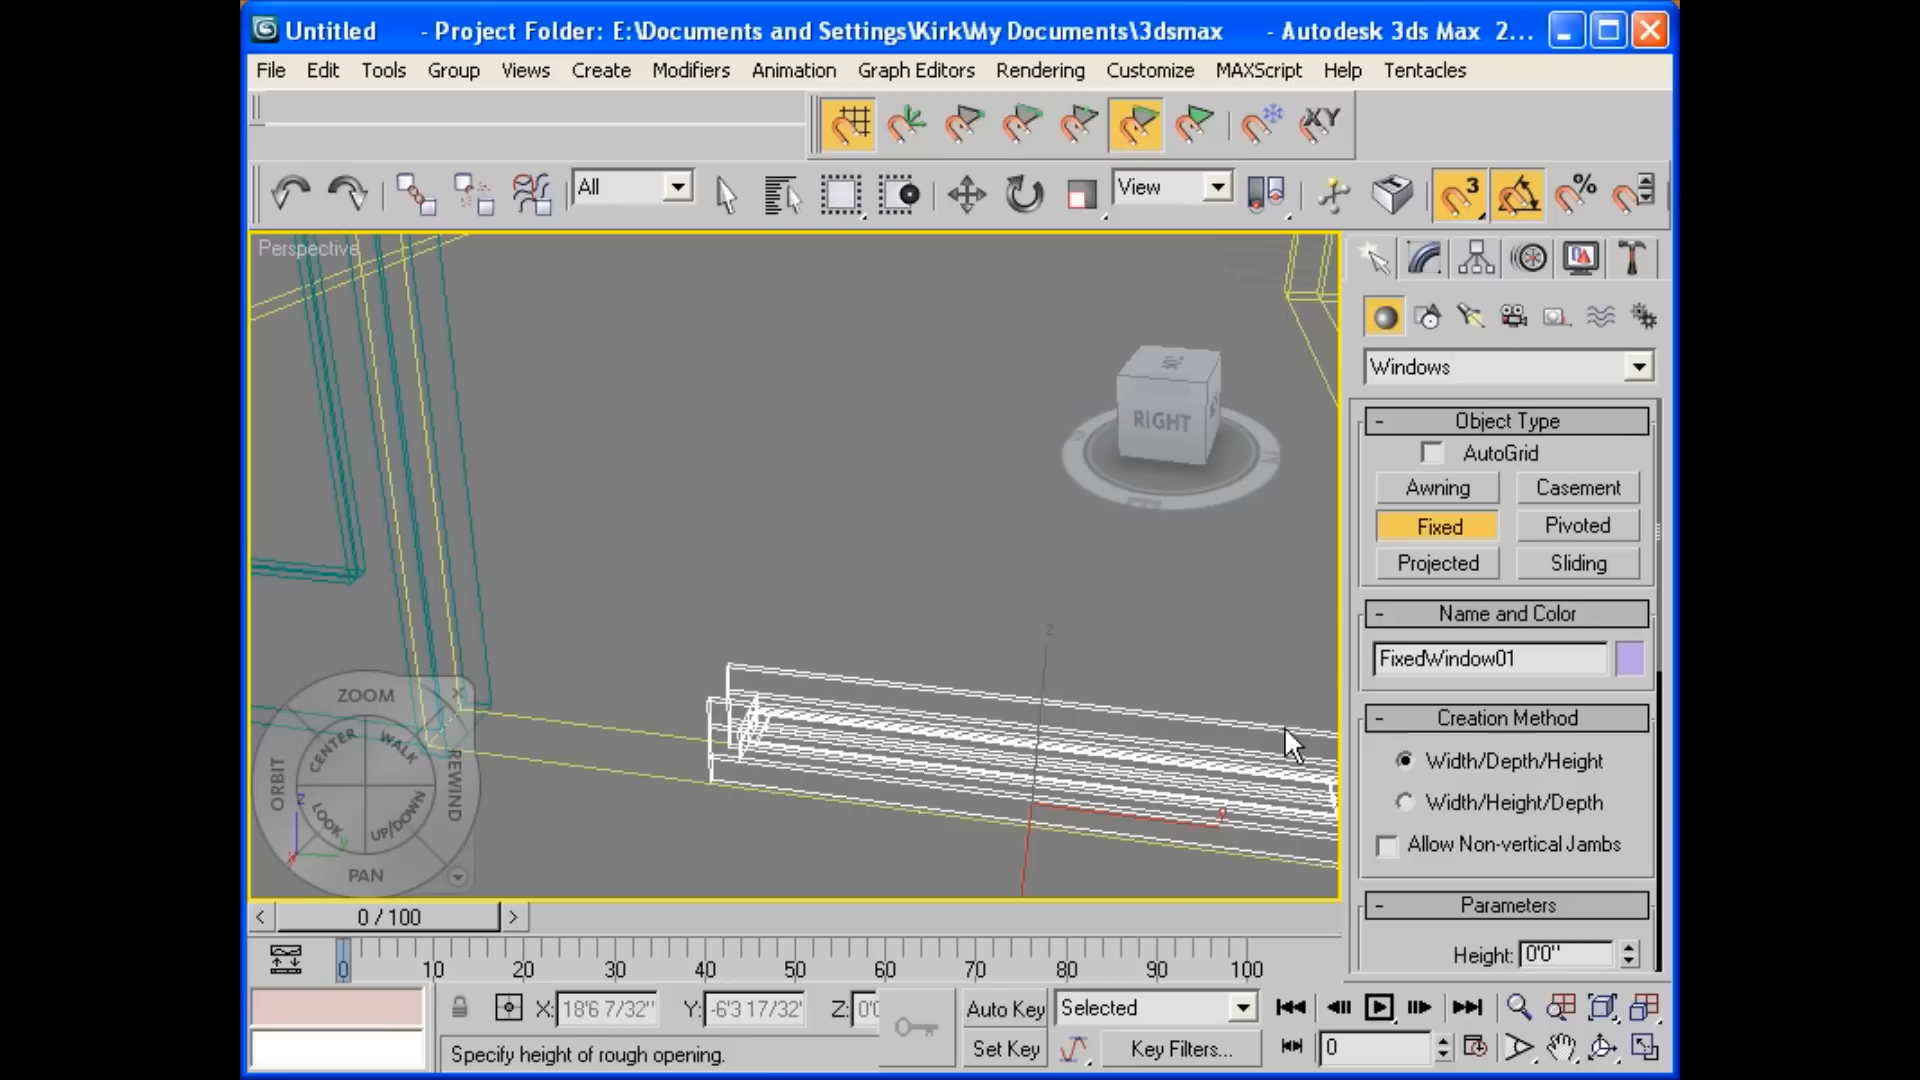 Untitled - Project Folder: E:\Documents and Settings\Kirk\My Documents\3dsmax - Autodesk 3ds Max 2...
File Edit Tools Group Views Create Modifiers Animation Graph Editors Rendering Customize MAXScript Help Tentacles
XY
All View 3 %
Perspective
RIGHT
z
y
Windows
- Object Type
AutoGrid
Awning Casement
Fixed Pivoted
Projected Sliding
- Name and Color
FixedWindow01
- Creation Method
Width/Depth/Height
Width/Height/Depth
Allow Non-vertical Jambs
- Parameters
Height: 0'0"
ZOOM
CENTER WALK
ORBIT REWIND
LOOK UP/DOWN
PAN
z
y
x
< 0 / 100 >
0 10 20 30 40 50 60 70 80 90 100
X: 18'6 7/32" Y: -6'3 17/32" Z: 0'0
Auto Key Selected
Set Key Key Filters... 0
Specify height of rough opening.